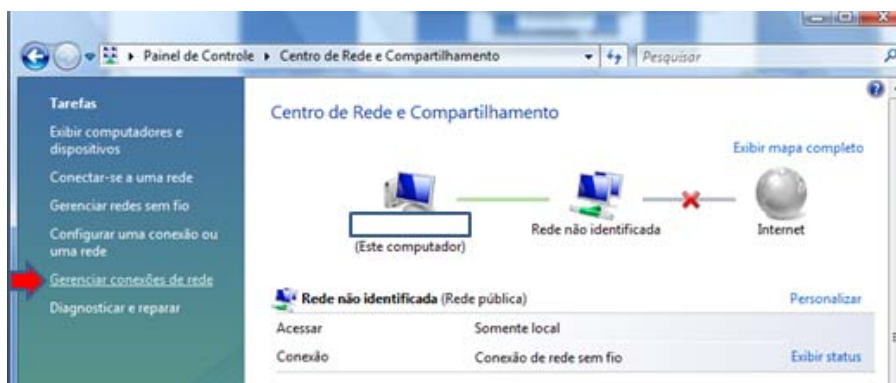 Painel de Controle ▸ Centro de Rede e Compartilhamento
Pesquisar
Tarefas
Exibir computadores e
dispositivos
Conectar-se a uma rede
Gerenciar redes sem fio
Configurar uma conexão ou
uma rede
Gerenciar conexões de rede
Diagnosticar e reparar
Centro de Rede e Compartilhamento
Exibir mapa completo
(Este computador)
Rede não identificada
Internet
Rede não identificada (Rede pública)
Personalizar
Acessar
Somente local
Conexão
Conexão de rede sem fio
Exibir status